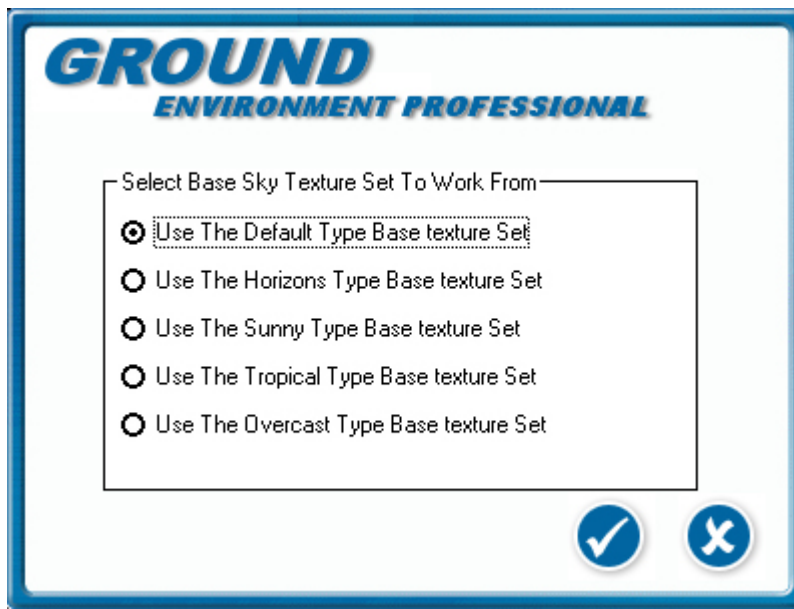 GROUND
ENVIRONMENT PROFESSIONAL
Select Base Sky Texture Set To Work From
Use The Default Type Base texture Set
Use The Horizons Type Base texture Set
Use The Sunny Type Base texture Set
Use The Tropical Type Base texture Set
Use The Overcast Type Base texture Set